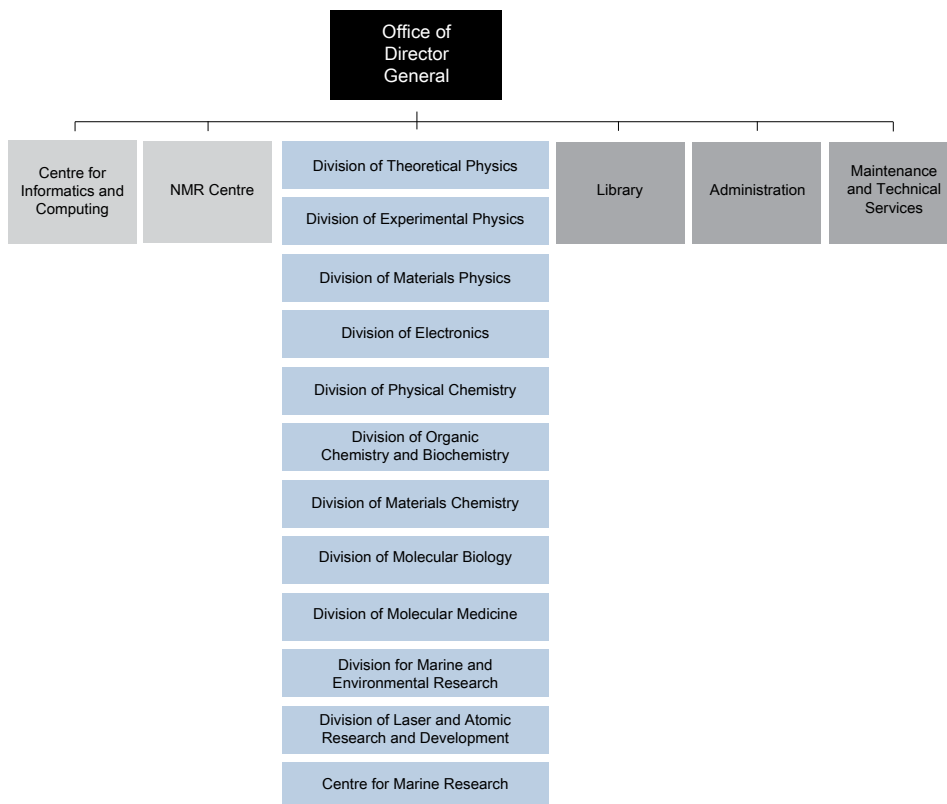 Office of
Director
General
Centre for
Informatics and
Computing
NMR Centre
Division of Theoretical Physics
Division of Experimental Physics
Division of Materials Physics
Division of Electronics
Division of Physical Chemistry
Division of Organic
Chemistry and Biochemistry
Division of Materials Chemistry
Division of Molecular Biology
Division of Molecular Medicine
Division for Marine and
Environmental Research
Division of Laser and Atomic
Research and Development
Centre for Marine Research
Library
Administration
Maintenance
and Technical
Services